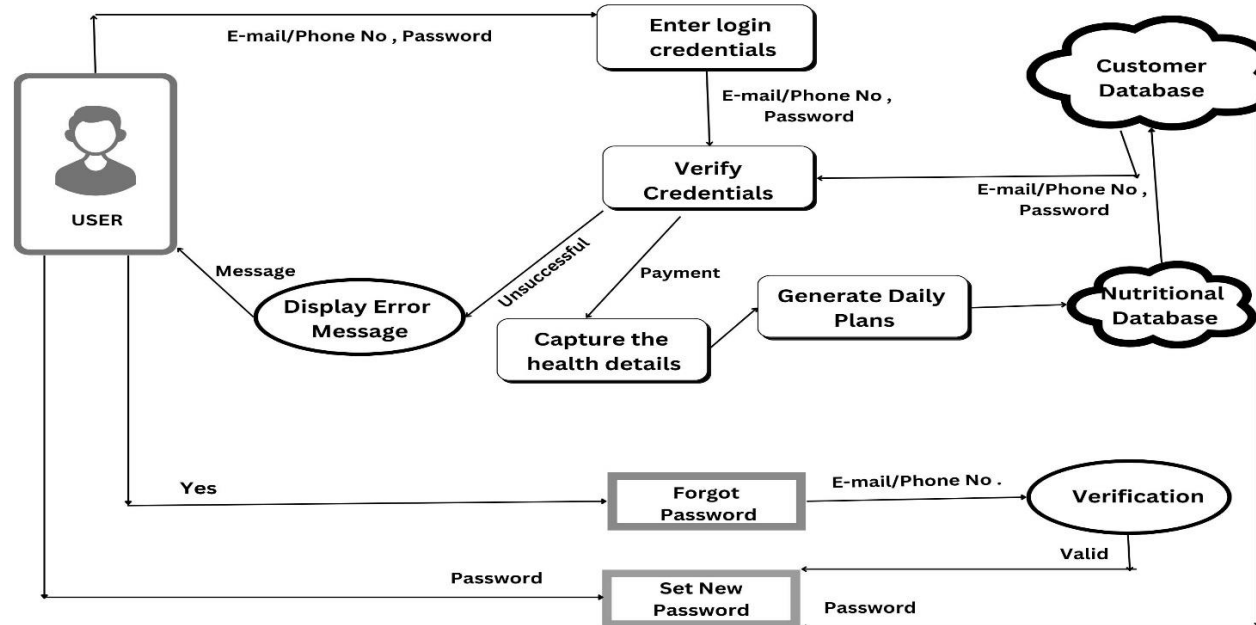 E-mail/Phone No , Password
Enter login
credentials
Customer
Database
E-mail/Phone No ,
Password
Verify
Credentials
E-mail/Phone No ,
Password
USER
Message
Unsuccessful
Payment
Display Error
Message
Capture the
health details
Generate Daily
Plans
Nutritional
Database
Yes
Forgot
Password
E-mail/Phone No .
Verification
Valid
Password
Set New
Password
Password